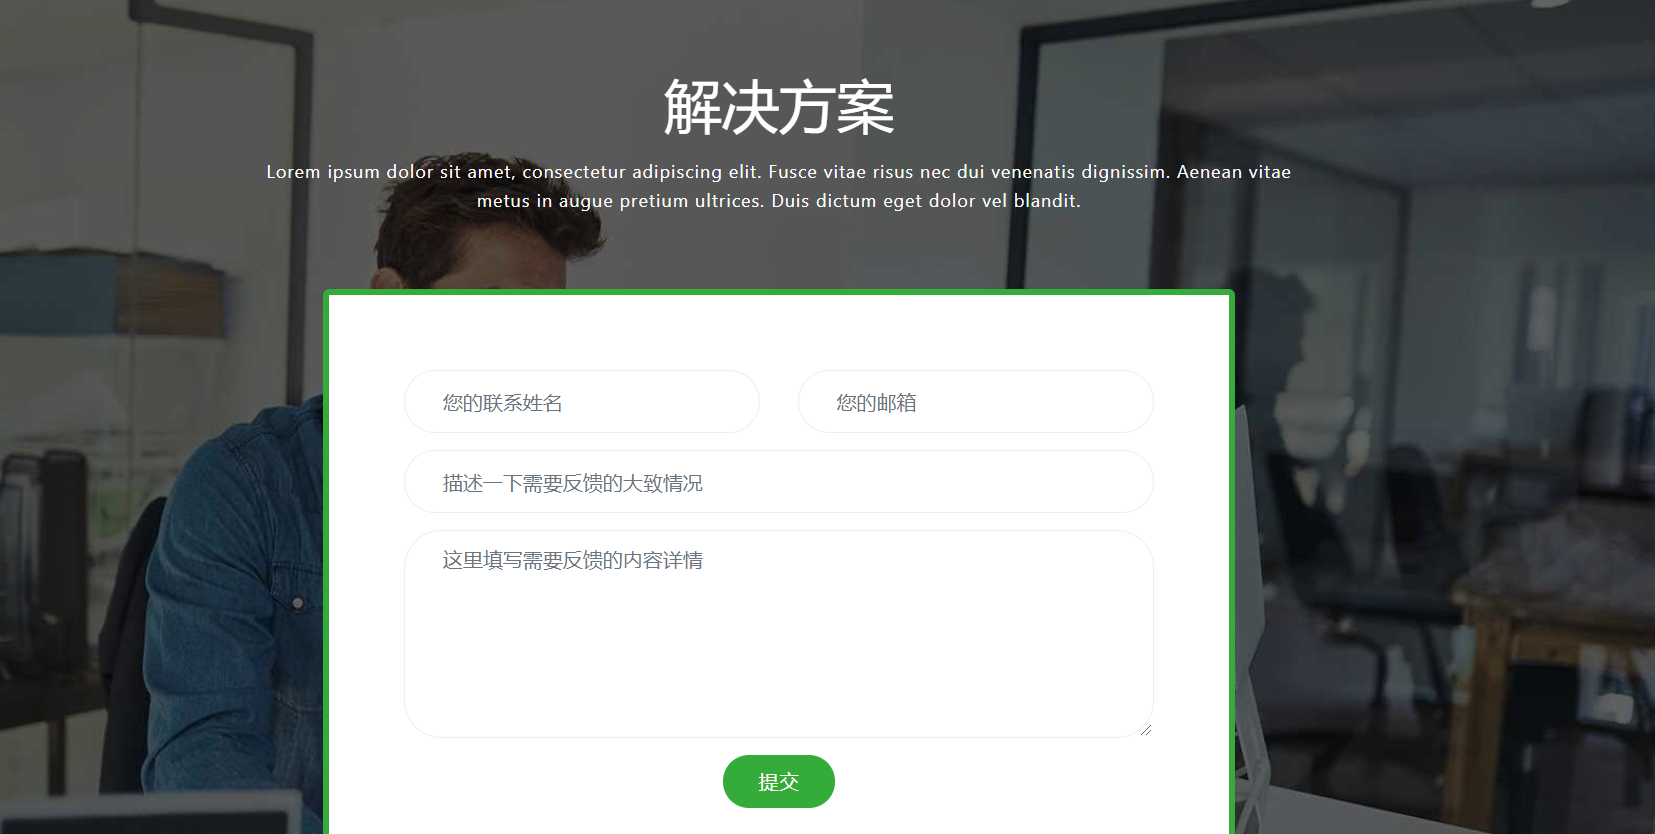 解决方案
Lorem ipsum dolor sit amet, consectetur adipiscing elit. Fusce vitae risus nec dui venenatis dignissim. Aenean vitae
metus in augue pretium ultrices. Duis dictum eget dolor vel blandit.
您的联系姓名
您的邮箱
描述一下需要反馈的大致情况
这里填写需要反馈的内容详情
提交